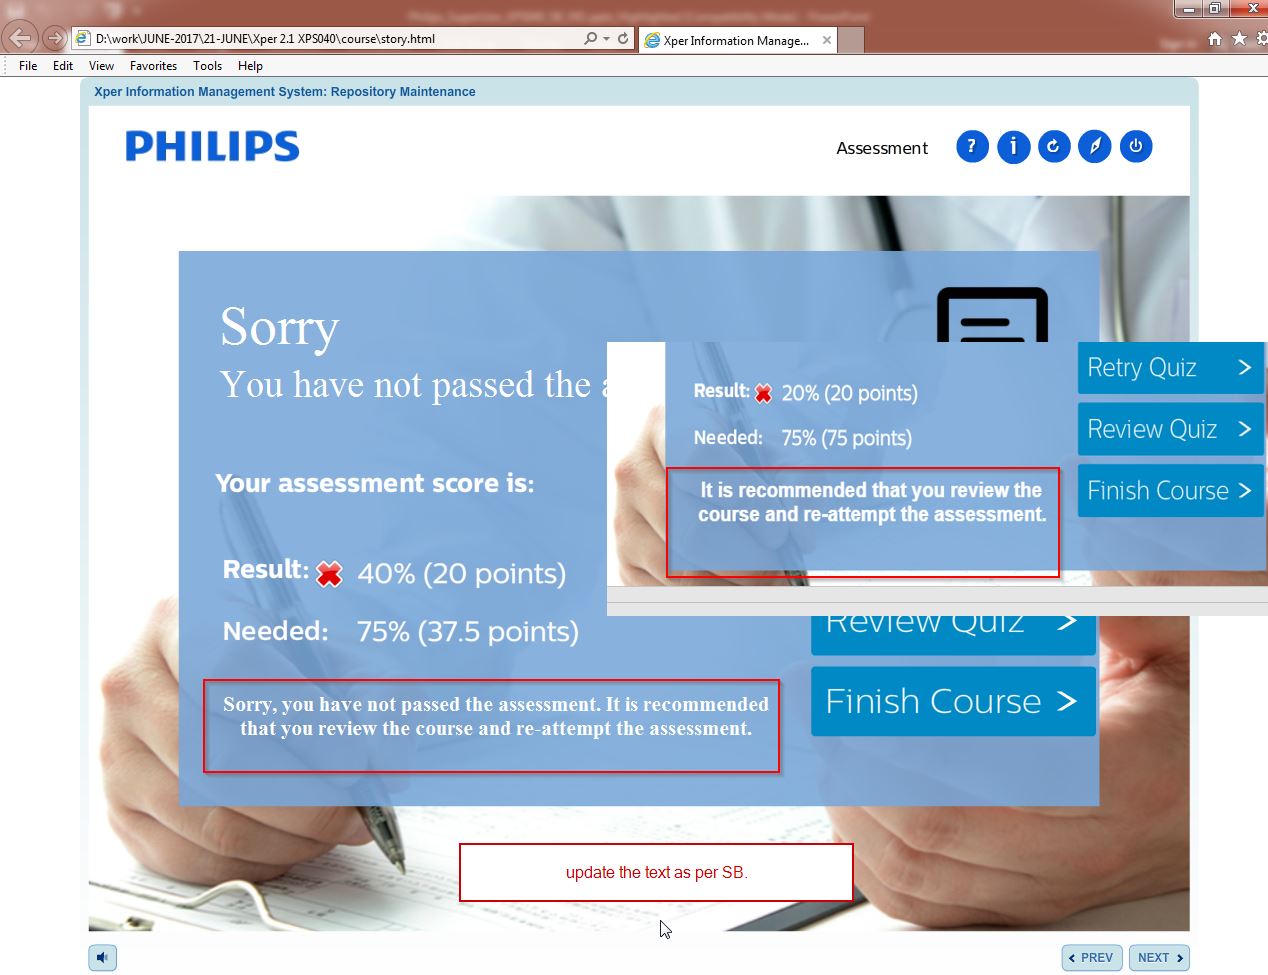 D:\work\JUNE-2017\21-JUNE\Xper 2.1 XPS040\course\story.html
Xper Information Manage...
File Edit View Favorites Tools Help
Xper Information Management System: Repository Maintenance
PHILIPS
Assessment
Sorry
You have not passed the
Your assessment score is:
Result: 40% (20 points)
Needed: 75% (37.5 points)
Sorry, you have not passed the assessment. It is recommended
that you review the course and re-attempt the assessment.
Result: 20% (20 points)
Needed: 75% (75 points)
It is recommended that you review the
course and re-attempt the assessment.
Retry Quiz
Review Quiz
Finish Course
Review Quiz
Finish Course
update the text as per SB.
PREV NEXT